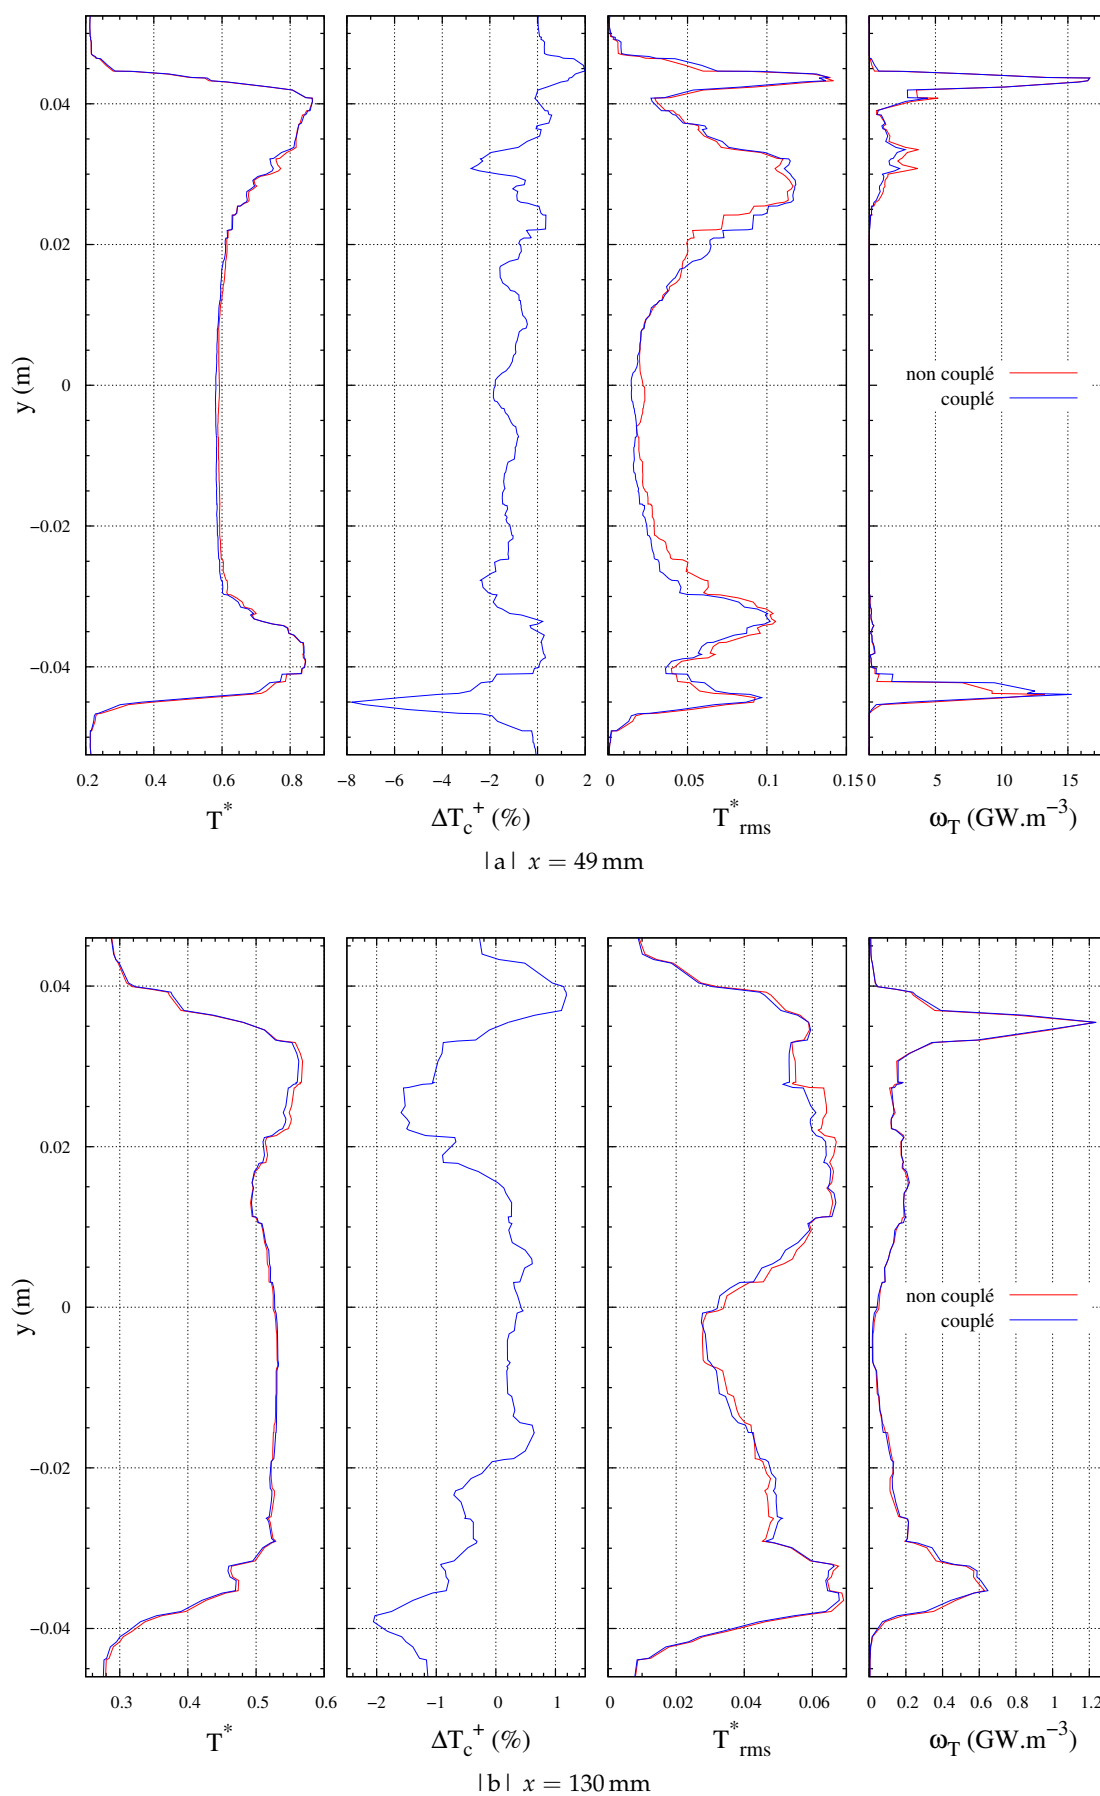 0.04
0.02
0
−0.02
−0.04
y (m)
non couplé
couplé
0.2 0.4 0.6 0.8
−8 −6 −4 −2 0 2
0 0.05 0.1 0.15
0 5 10 15
T*
ΔTc+ (%)
T*rms
ωT (GW.m−3)
|a| x = 49 mm
0.04
0.02
0
−0.02
−0.04
y (m)
non couplé
couplé
0.3 0.4 0.5 0.6
−2 −1 0 1
0 0.02 0.04 0.06
0 0.2 0.4 0.6 0.8 1 1.2
T*
ΔTc+ (%)
T*rms
ωT (GW.m−3)
|b| x = 130 mm